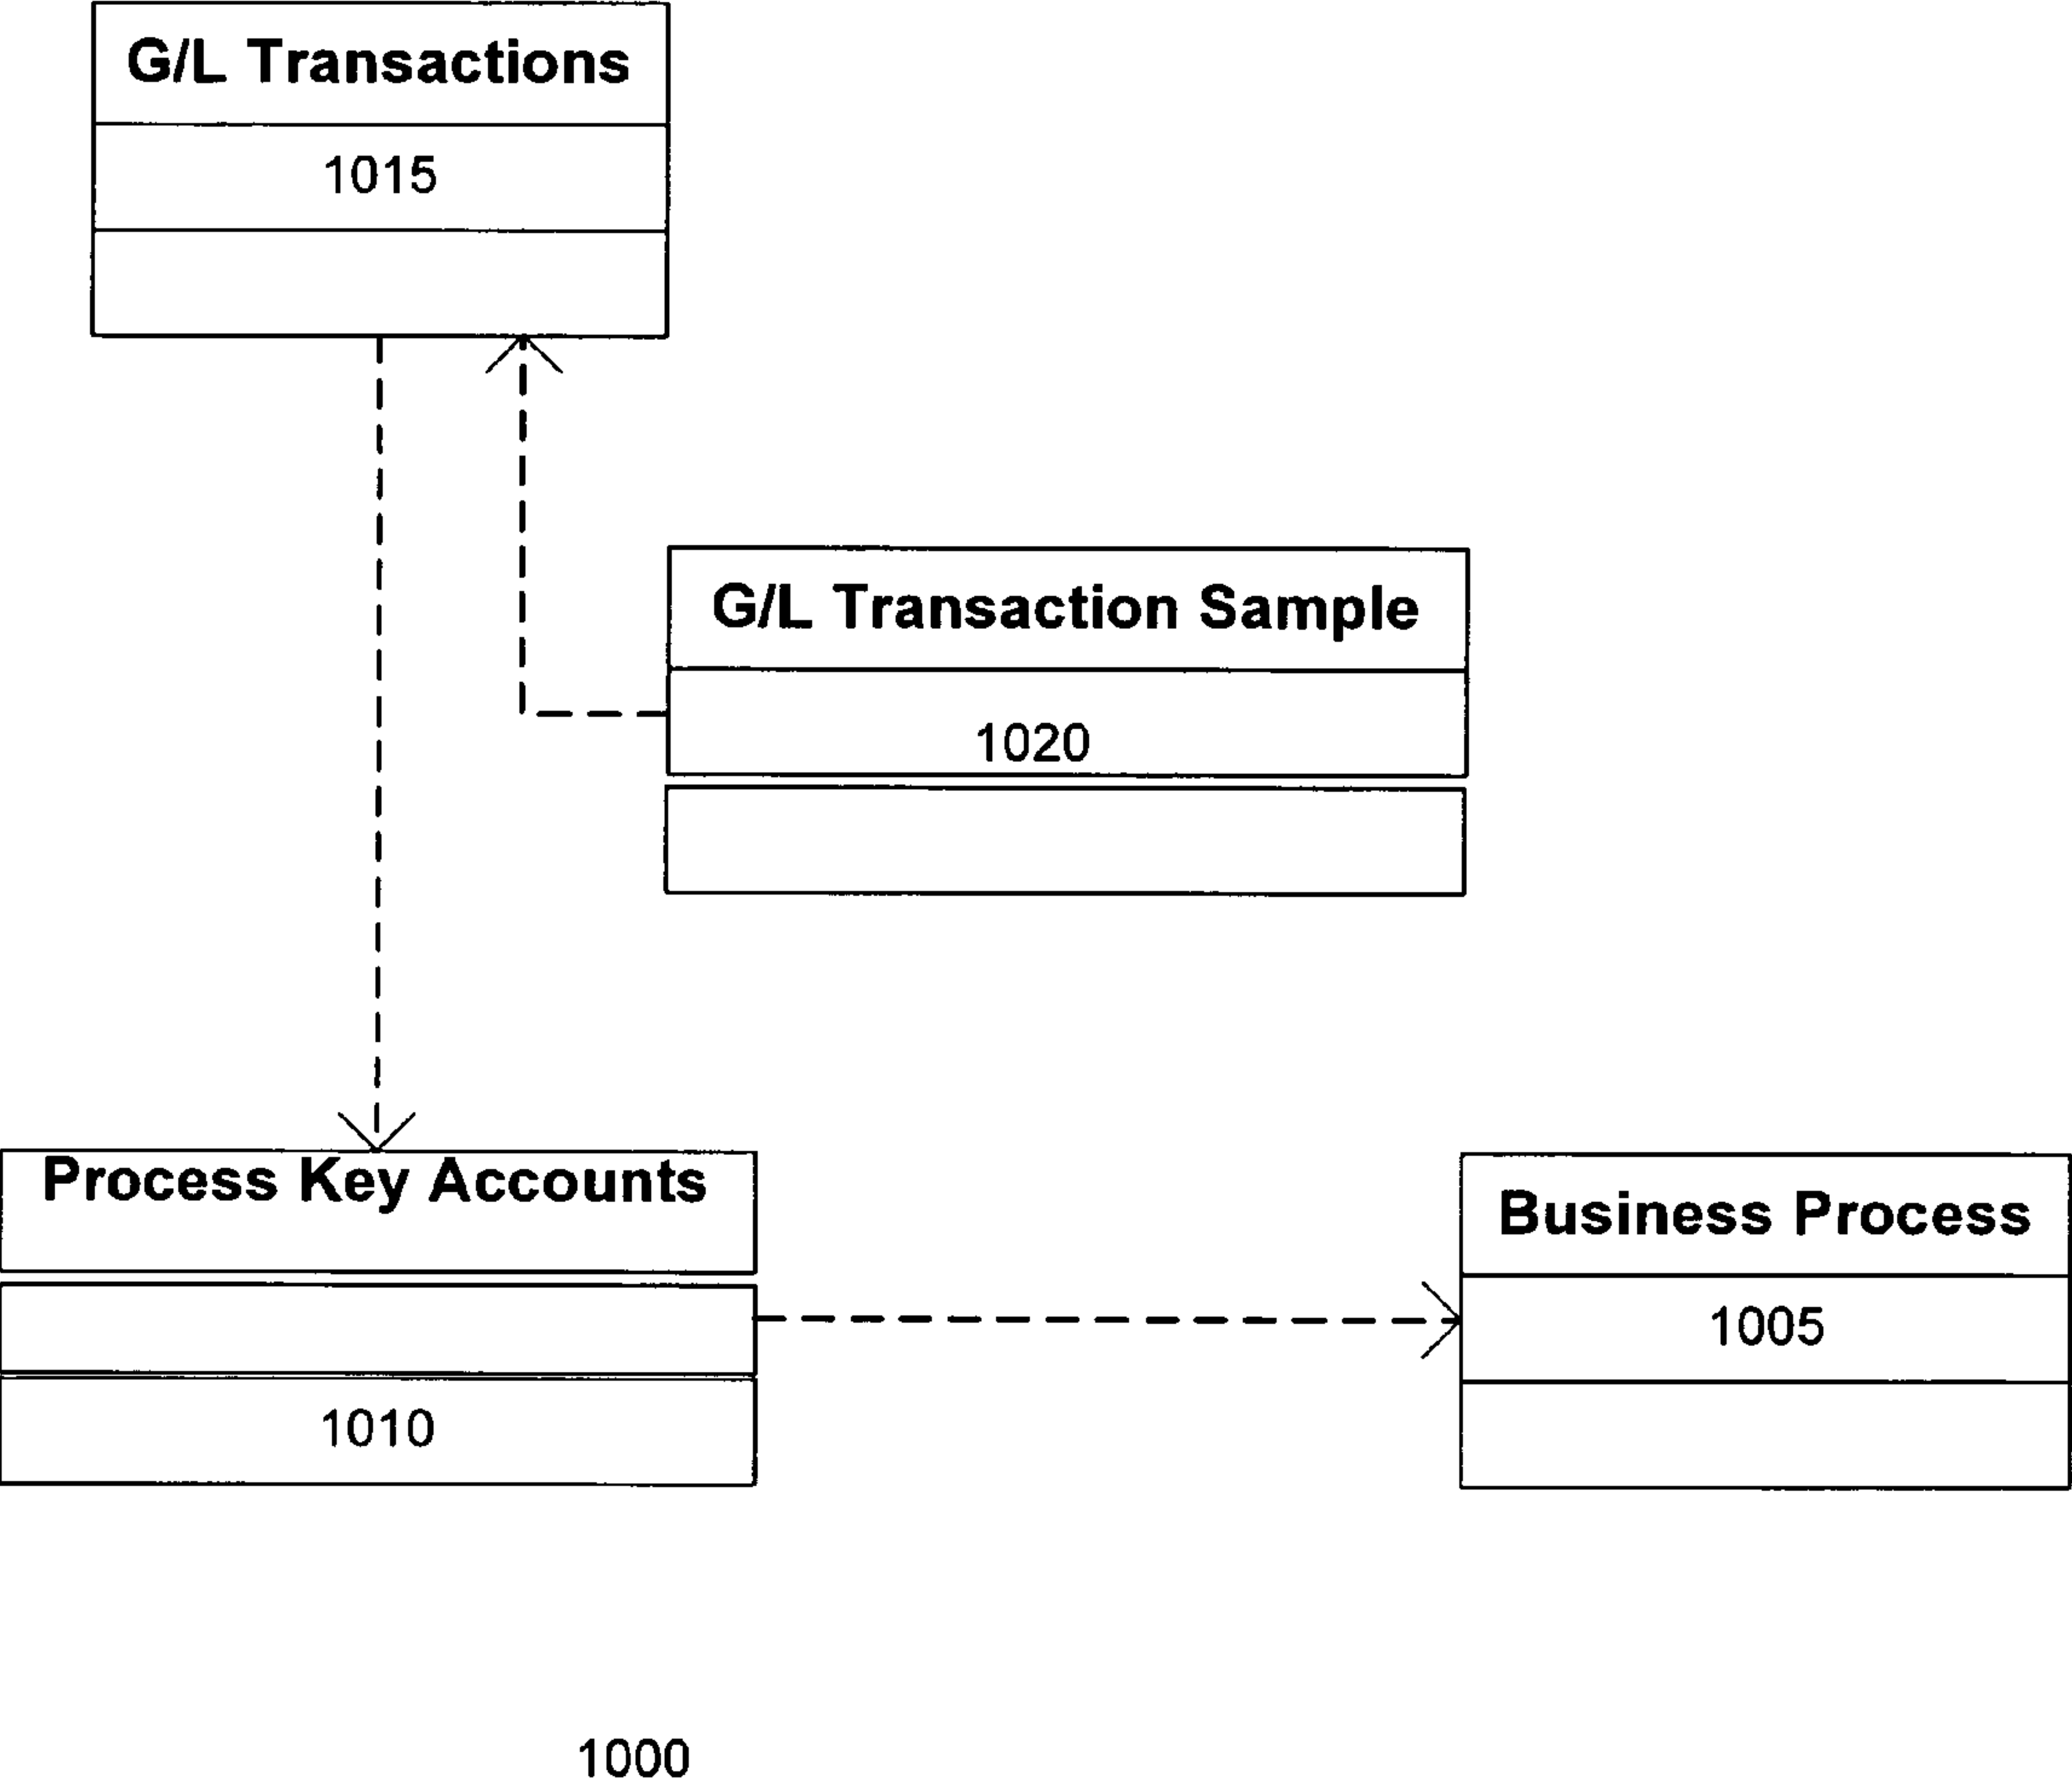 G/L Transactions
1015
G/L Transaction Sample
1020
Process Key Accounts
1010
Business Process
1005
1000